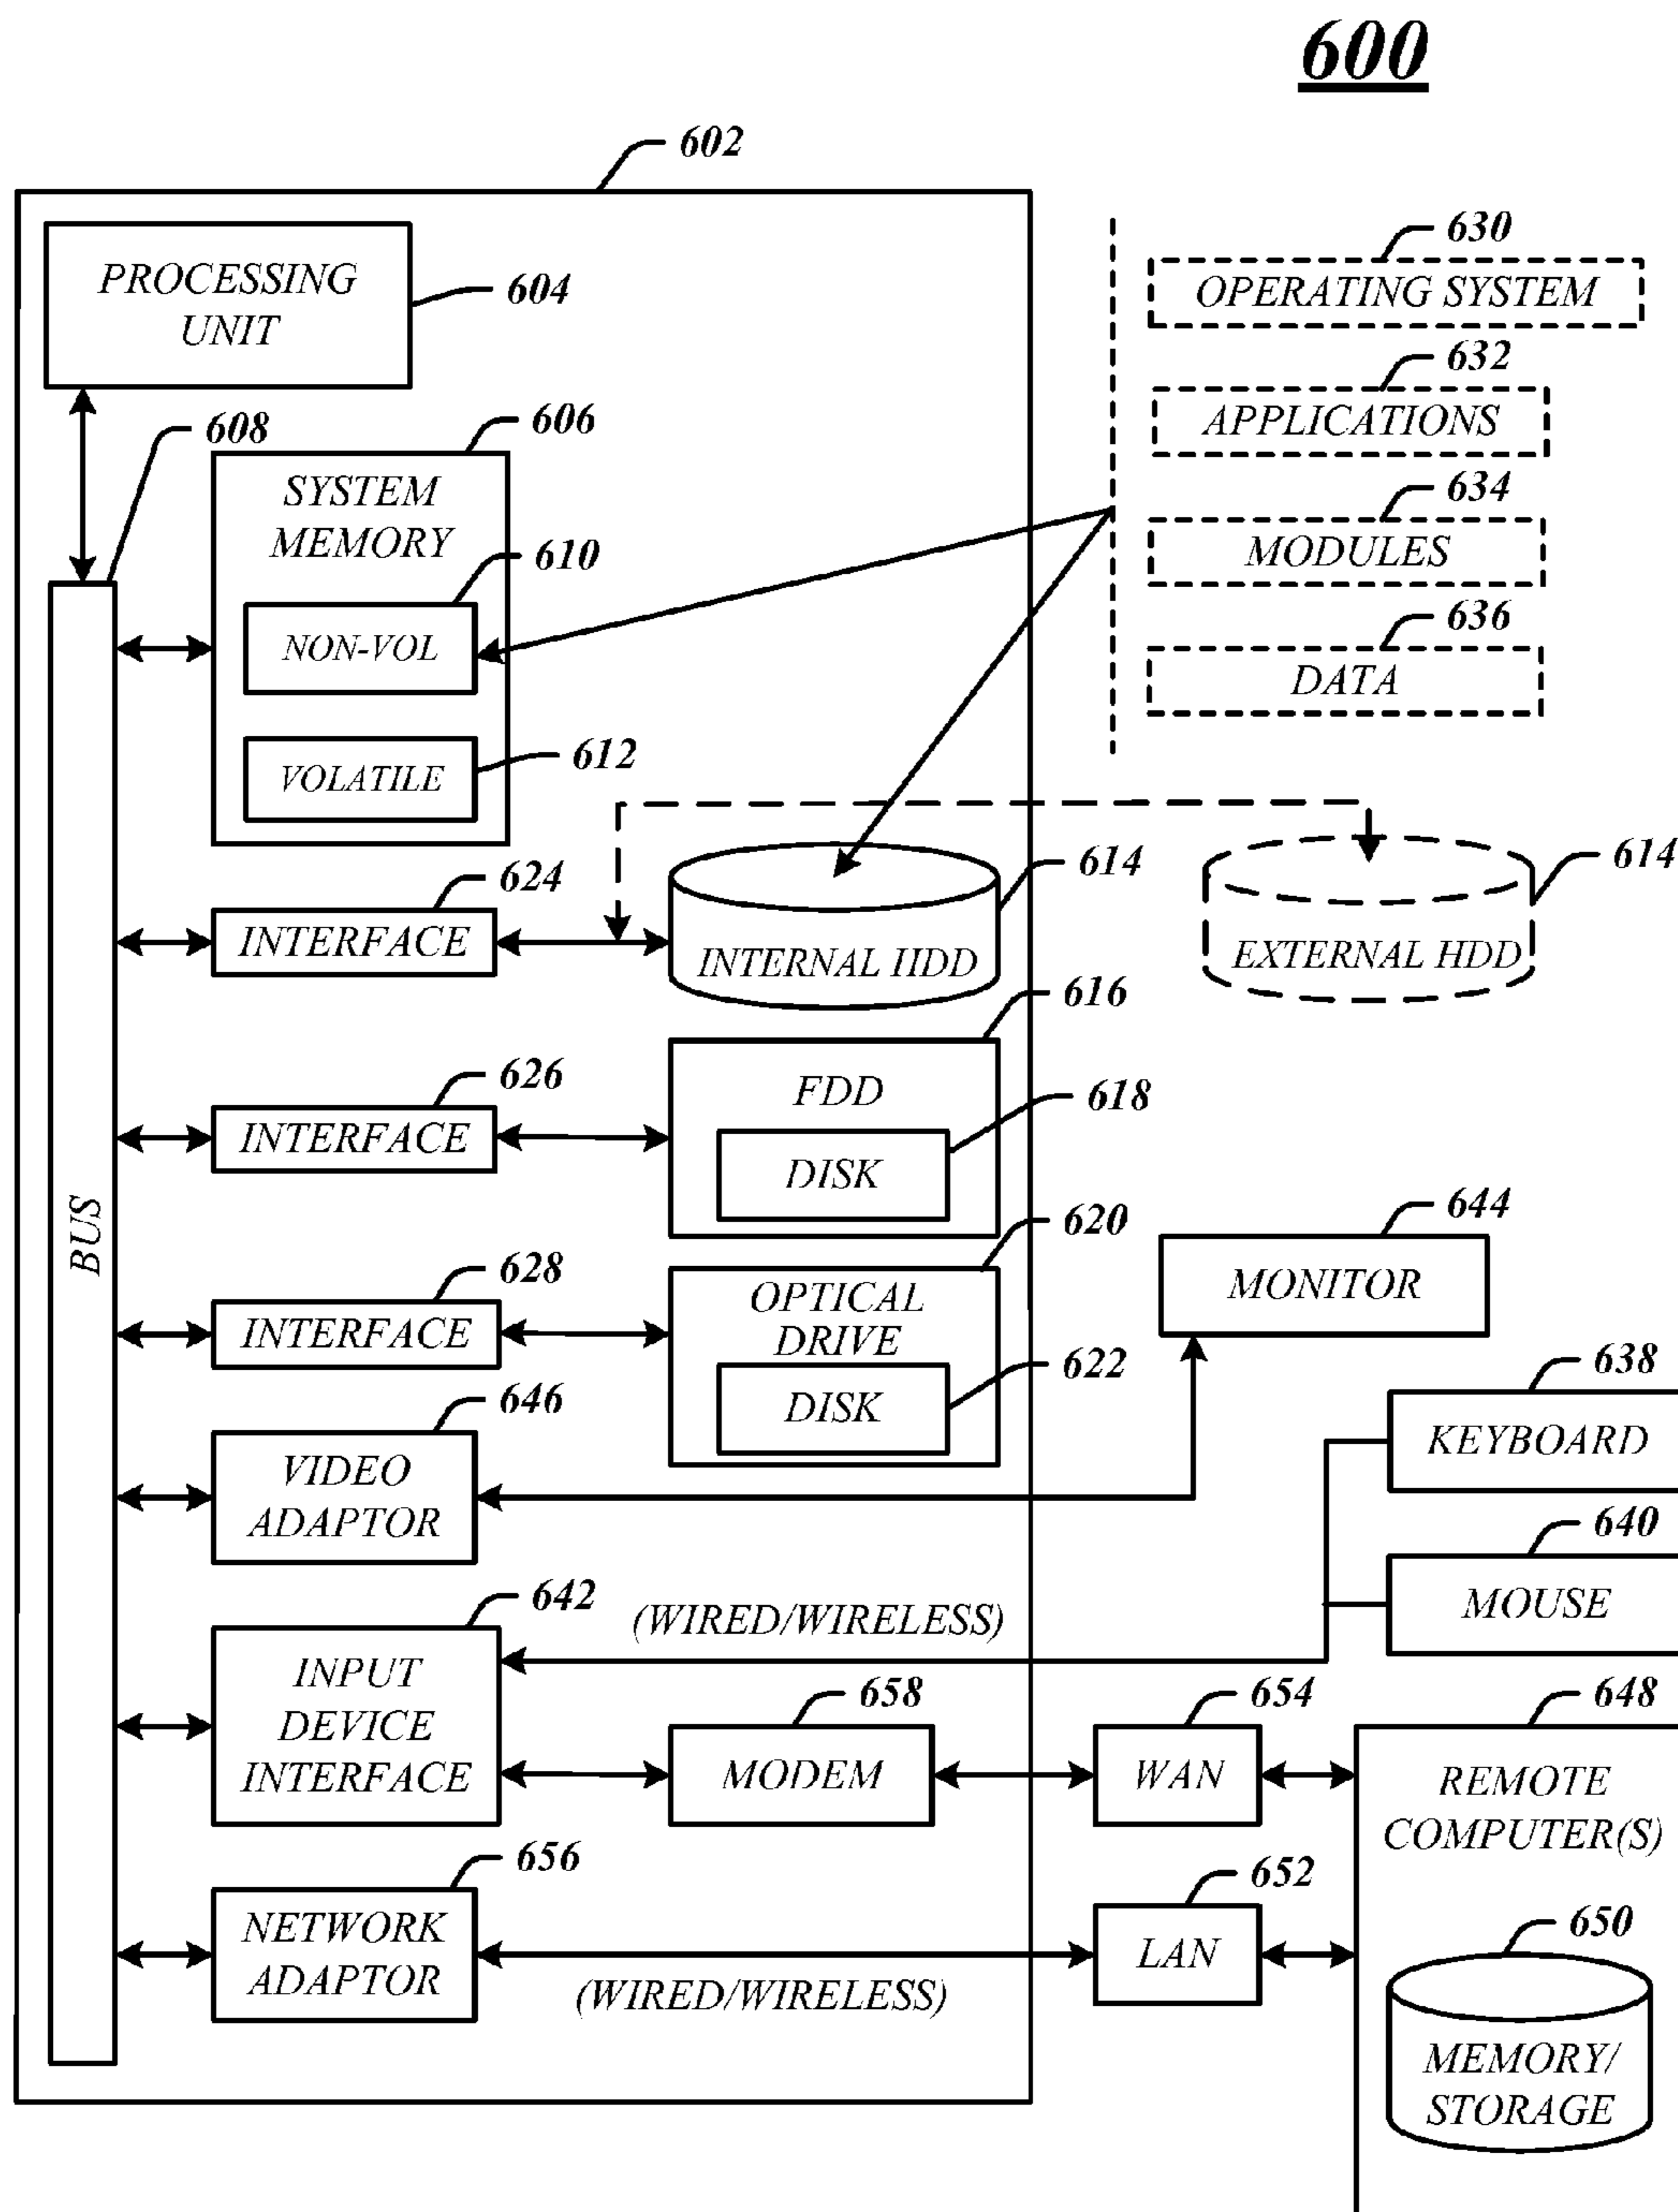 600
602
PROCESSING
UNIT
604
630
OPERATING SYSTEM
632
APPLICATIONS
634
MODULES
636
DATA
608
606
SYSTEM
MEMORY
610
NON-VOL
612
VOLATILE
624
INTERFACE
614
INTERNAL HDD
614
EXTERNAL HDD
616
FDD
626
INTERFACE
618
DISK
BUS
620
OPTICAL
DRIVE
628
INTERFACE
622
DISK
644
MONITOR
646
VIDEO
ADAPTOR
638
KEYBOARD
640
MOUSE
642
INPUT
DEVICE
INTERFACE
(WIRED/WIRELESS)
658
MODEM
654
WAN
648
REMOTE
COMPUTER(S)
656
NETWORK
ADAPTOR
(WIRED/WIRELESS)
652
LAN
650
MEMORY/
STORAGE